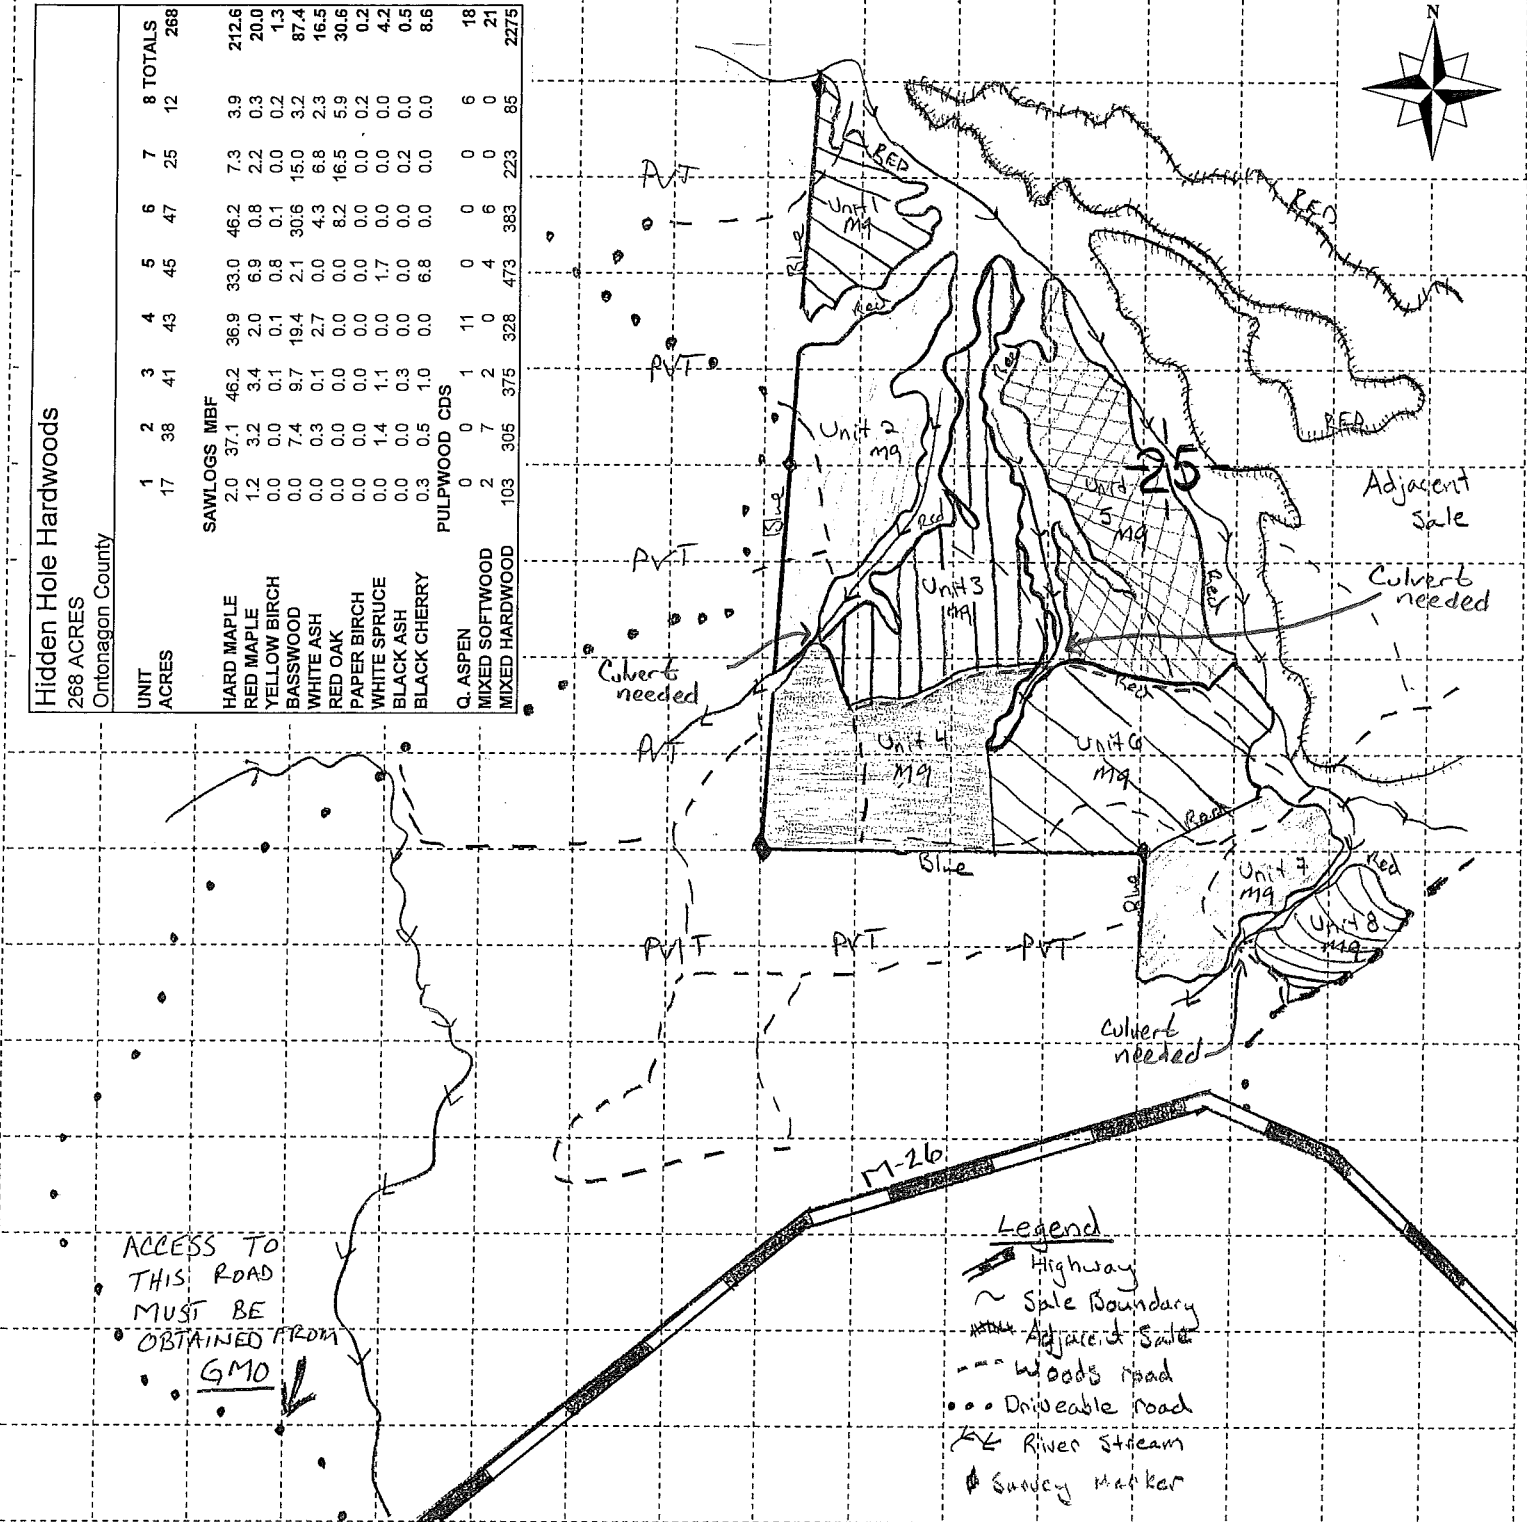 Hidden Hole Hardwoods
268 ACRES
Ontonagon County
UNIT 1 2 3 4 5 6 7 8 TOTALS
ACRES 17 38 41 43 45 47 25 12 268
SAWLOGS MBF
HARD MAPLE 2.0 37.1 46.2 36.9 33.0 46.2 7.3 3.9 212.6
RED MAPLE 1.2 3.2 3.4 2.0 6.9 0.8 2.2 0.3 20.0
YELLOW BIRCH 0.0 0.0 0.1 0.1 0.8 0.1 0.0 0.2 1.3
BASSWOOD 0.0 7.4 9.7 19.4 2.1 30.6 15.0 3.2 87.4
WHITE ASH 0.0 0.3 0.1 2.7 0.0 4.3 6.8 2.3 16.5
RED OAK 0.0 0.0 0.0 0.0 0.0 8.2 16.5 5.9 30.6
PAPER BIRCH 0.0 0.0 0.0 0.0 0.0 0.0 0.0 0.2 0.2
WHITE SPRUCE 0.0 1.4 1.1 0.0 1.7 0.0 0.0 0.0 4.2
BLACK ASH 0.0 0.0 0.3 0.0 0.0 0.0 0.2 0.0 0.5
BLACK CHERRY 0.3 0.5 1.0 0.0 6.8 0.0 0.0 0.0 8.6
PULPWOOD CDS
Q. ASPEN 0 0 1 11 0 0 0 6 18
MIXED SOFTWOOD 2 7 2 0 4 6 0 0 21
MIXED HARDWOOD 103 305 375 328 473 383 223 85 2275
N
PVT
RED
Unit 1
M9
Blue
Red
RED
PVT
Red
Unit 2
M9
RED
25
Adjacent
Sale
Unit
5
M9
Blue
Red
PVT
Unit 3
M9
Red
Culvert
needed
Culvert
needed
Red
PVT
Unit 4
M9
Unit 6
M9
Red
Blue
Blue
Unit 7
M9
Red
Unit 8
M9
PVT
PVT
PVT
Culvert
needed
M-26
ACCESS TO
THIS ROAD
MUST BE
OBTAINED FROM
GMO
Legend
Highway
Sale Boundary
Adjacent Sale
Woods road
Driveable road
River Stream
Survey Marker